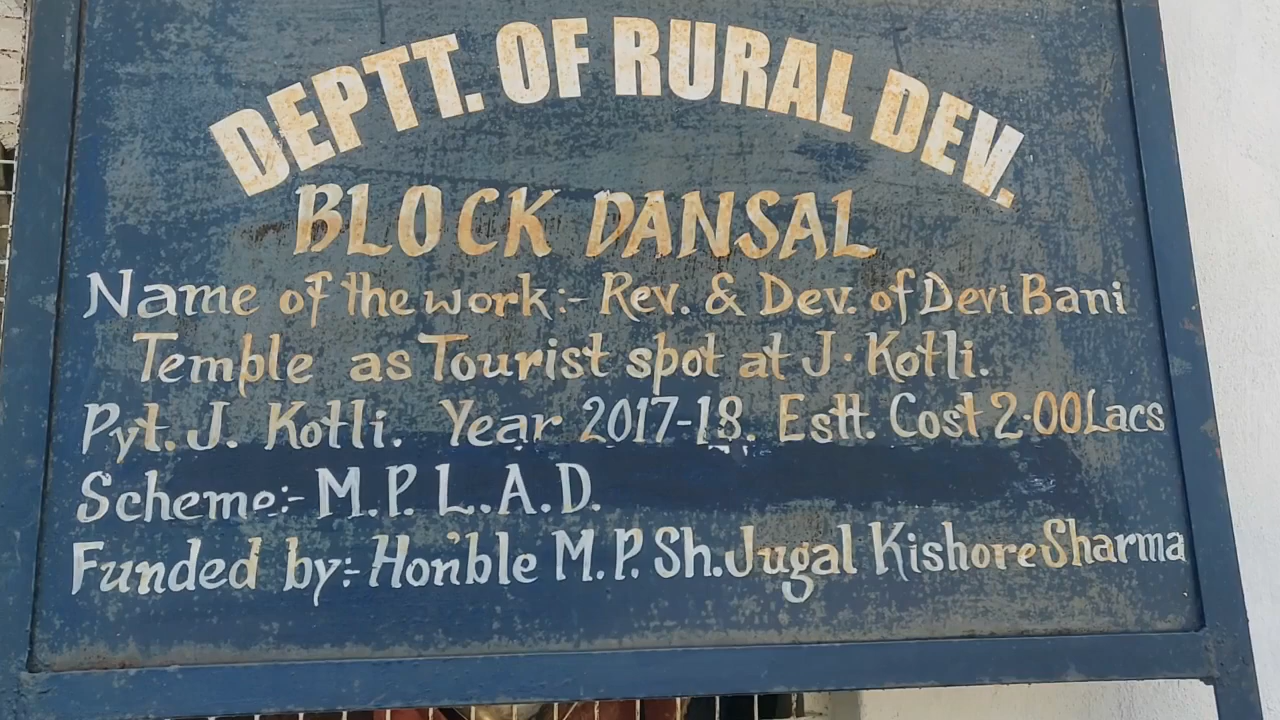 DEPTT. OF RURAL DEV.
BLOCK DANSAL
Name of the work:- Rev. & Dev. of Devi Bani
Temple as Tourist spot at J. Kotli.
Pyt. J. Kotli. Year 2017-18. Estt. Cost 2.00 Lacs
Scheme:- M.P.L.A.D.
Funded by:- Hon'ble M.P. Sh. Jugal Kishore Sharma